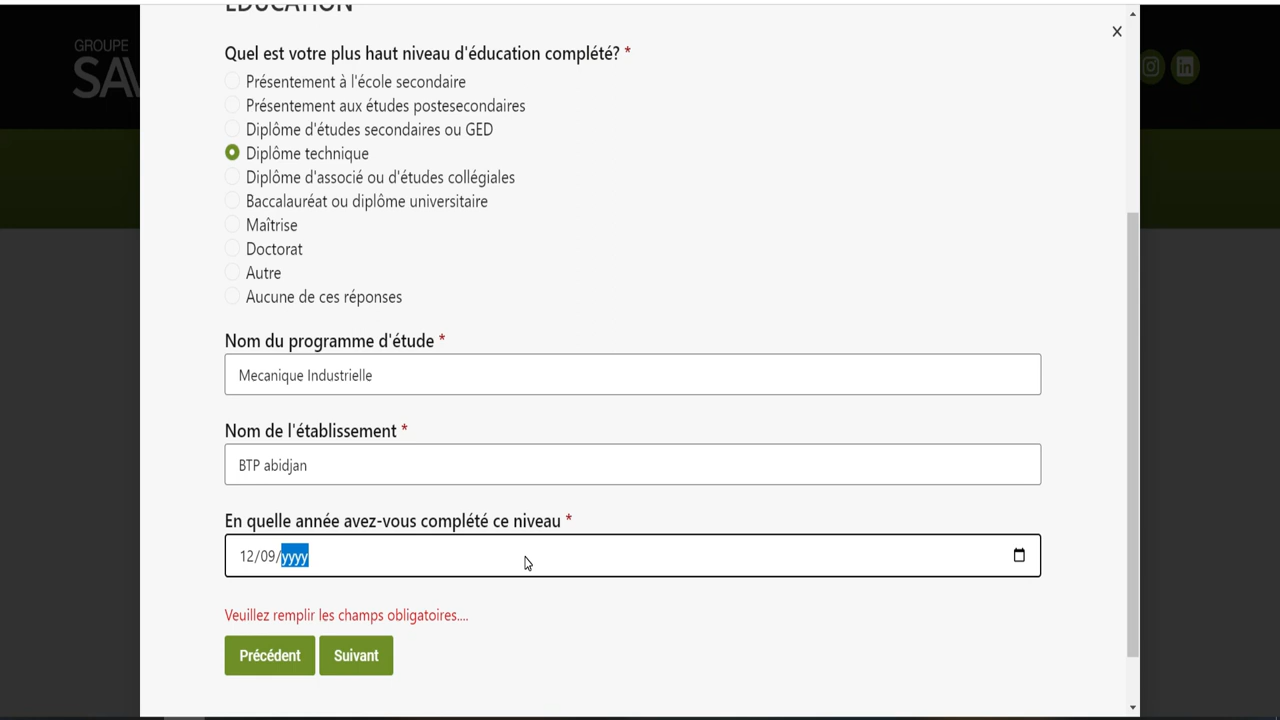 EDUCATION
GROUPE
SAV
Quel est votre plus haut niveau d'éducation complété? *
Présentement à l'école secondaire
Présentement aux études postesecondaires
Diplôme d'études secondaires ou GED
Diplôme technique
Diplôme d'associé ou d'études collégiales
Baccalauréat ou diplôme universitaire
Maîtrise
Doctorat
Autre
Aucune de ces réponses
Nom du programme d'étude *
Mecanique Industrielle
Nom de l'établissement *
BTP abidjan
En quelle année avez-vous complété ce niveau *
12/09/yyyy
Veuillez remplir les champs obligatoires....
Précédent Suivant